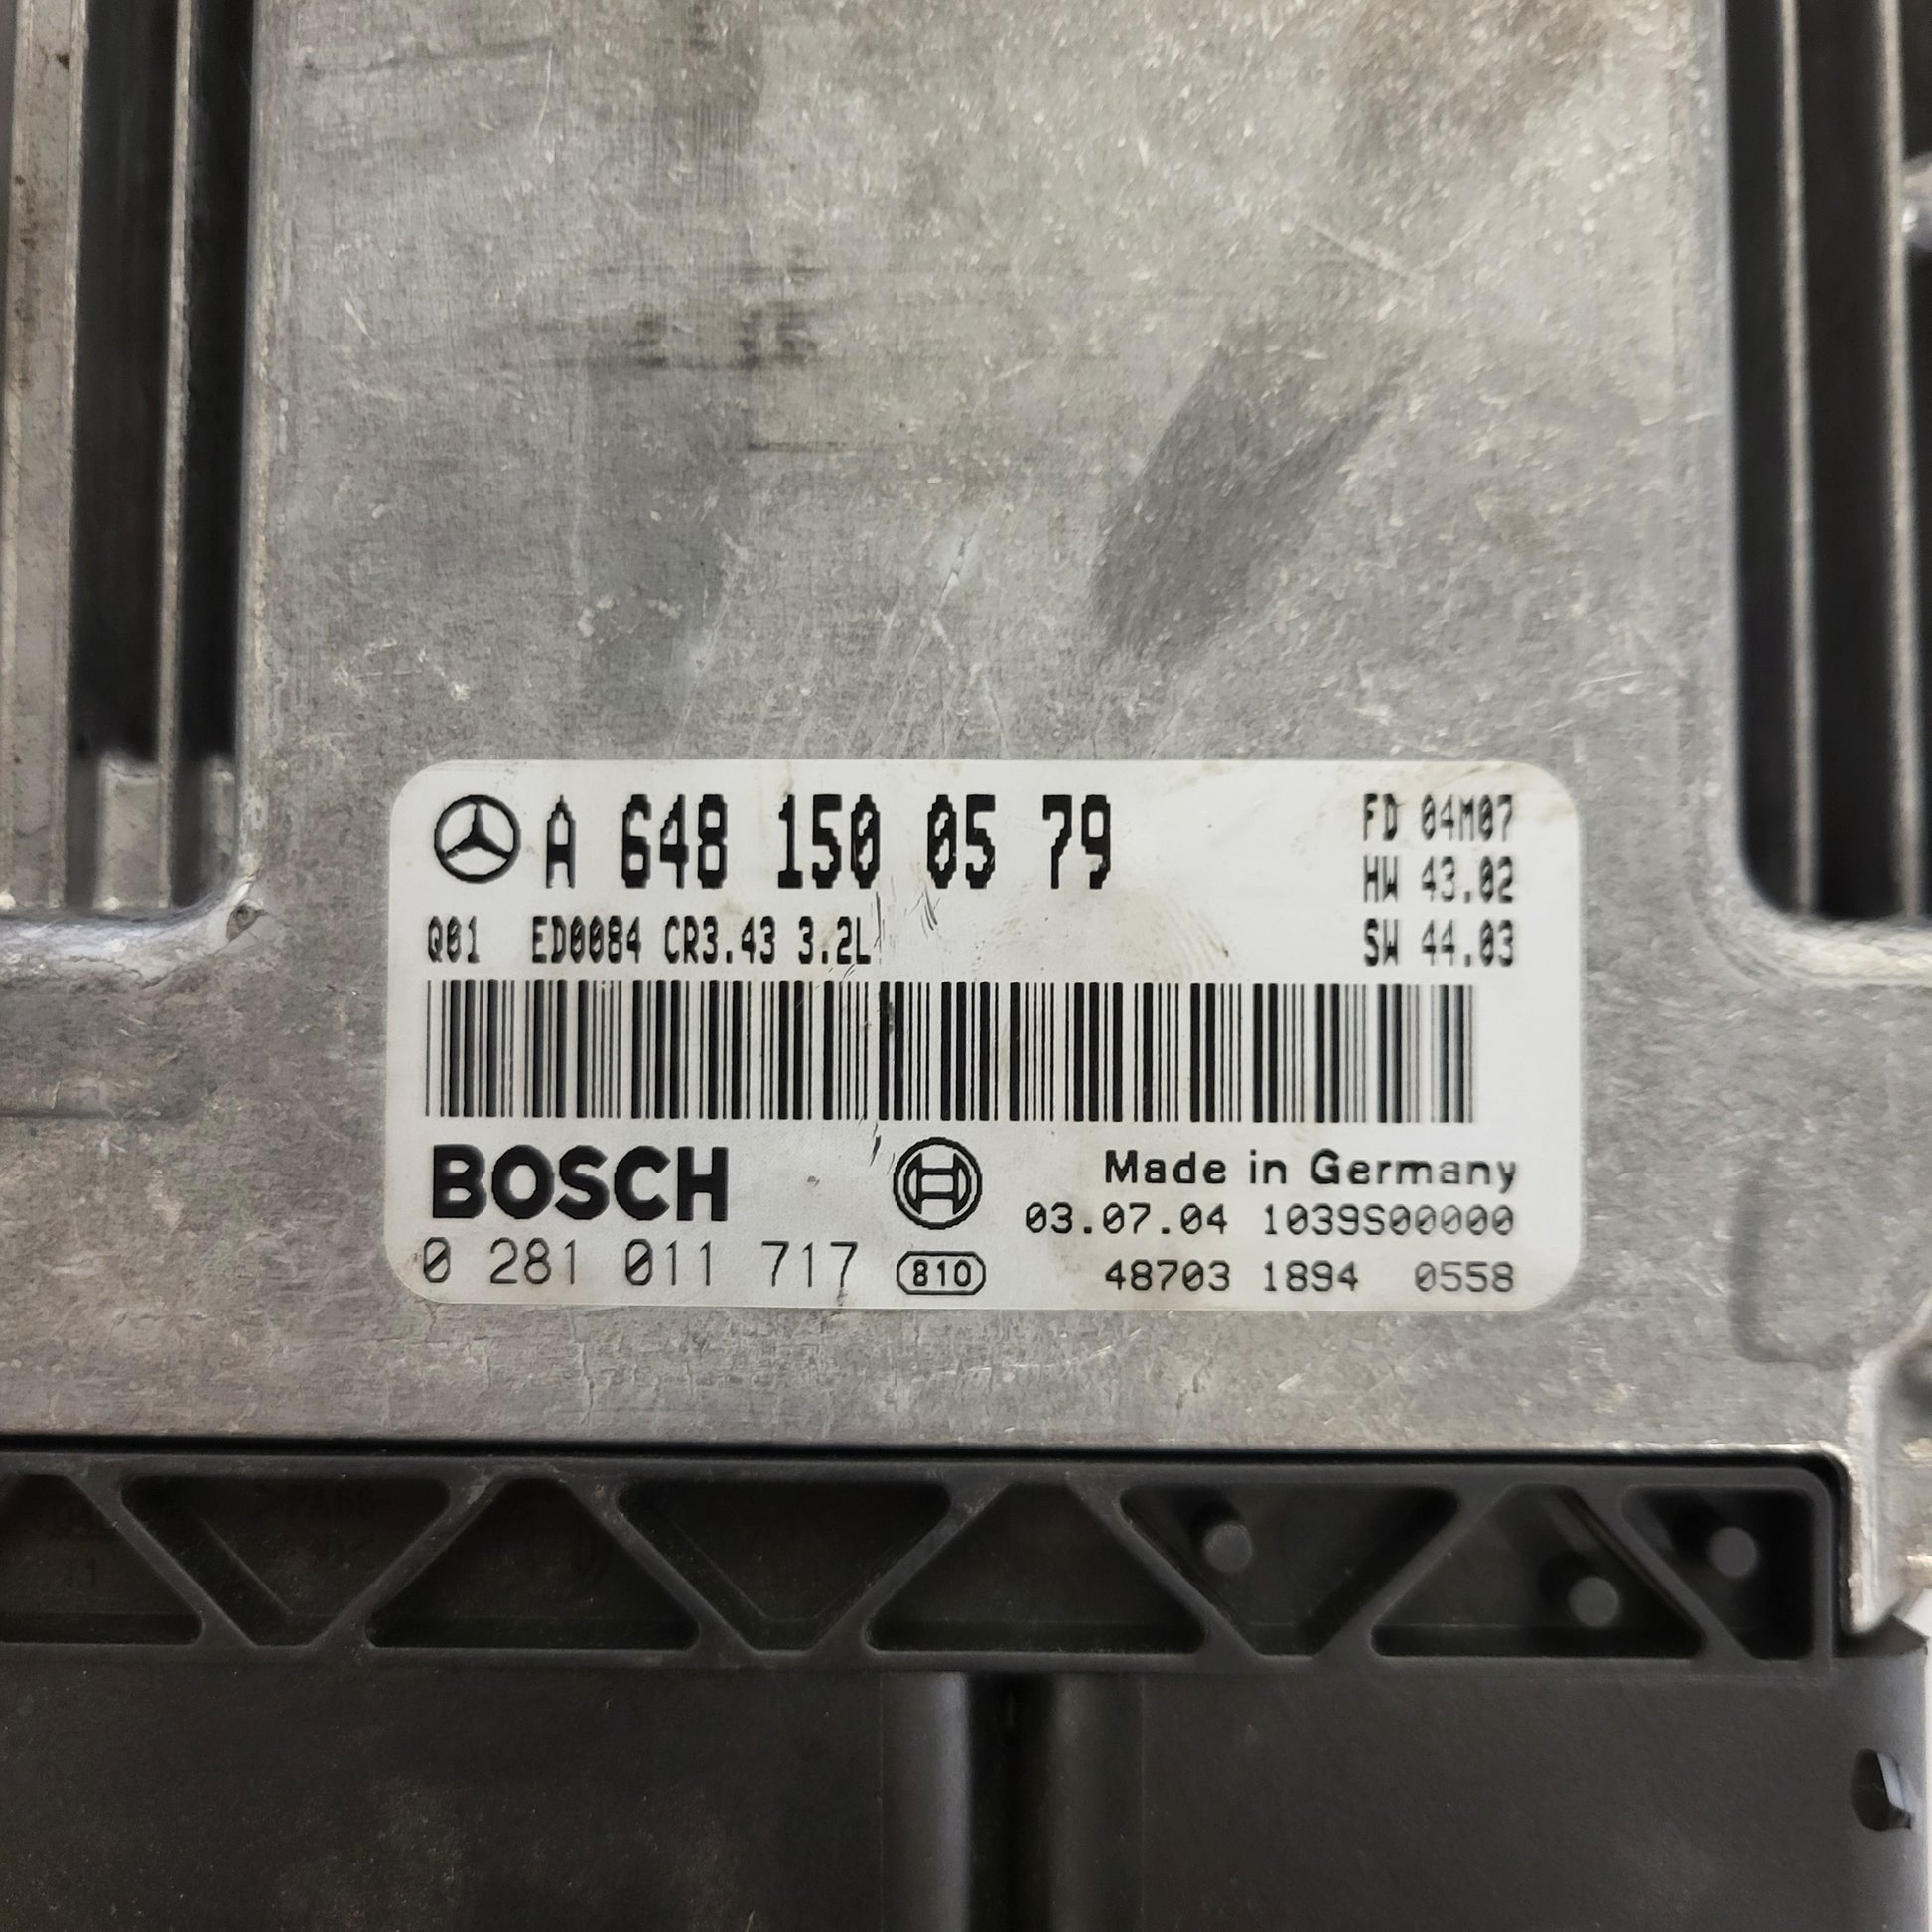 A 648 150 05 79
FD 04M07
HW 43.02
Q01 ED0084 CR3.43 3.2L
SW 44.03
BOSCH
Made in Germany
03.07.04 1039S00000
0 281 011 717
810
48703 1894 0558